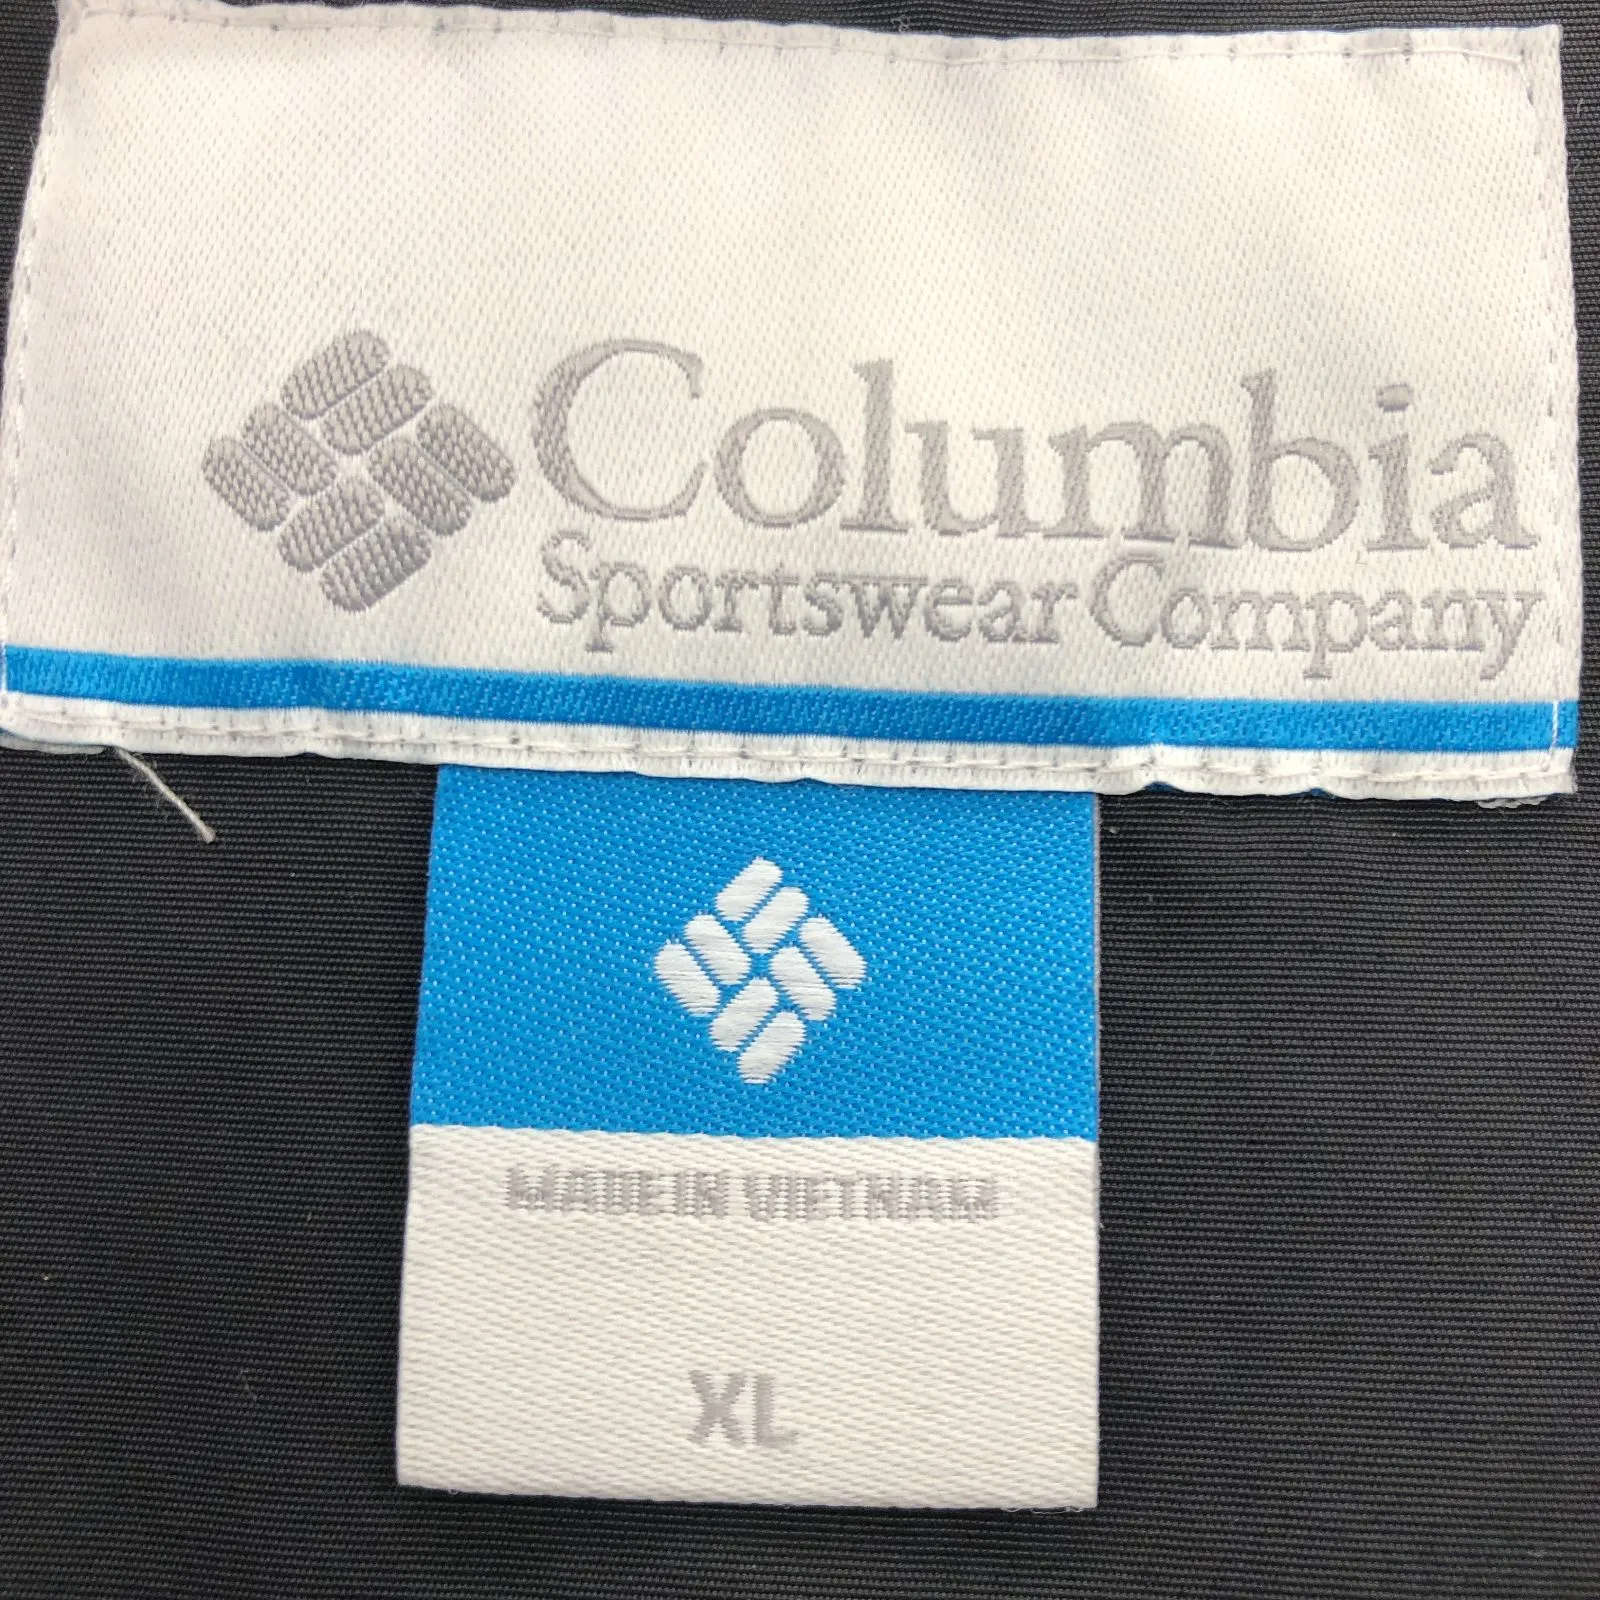 Columbia
Sportswear Company
MADE IN VIETNAM
XL